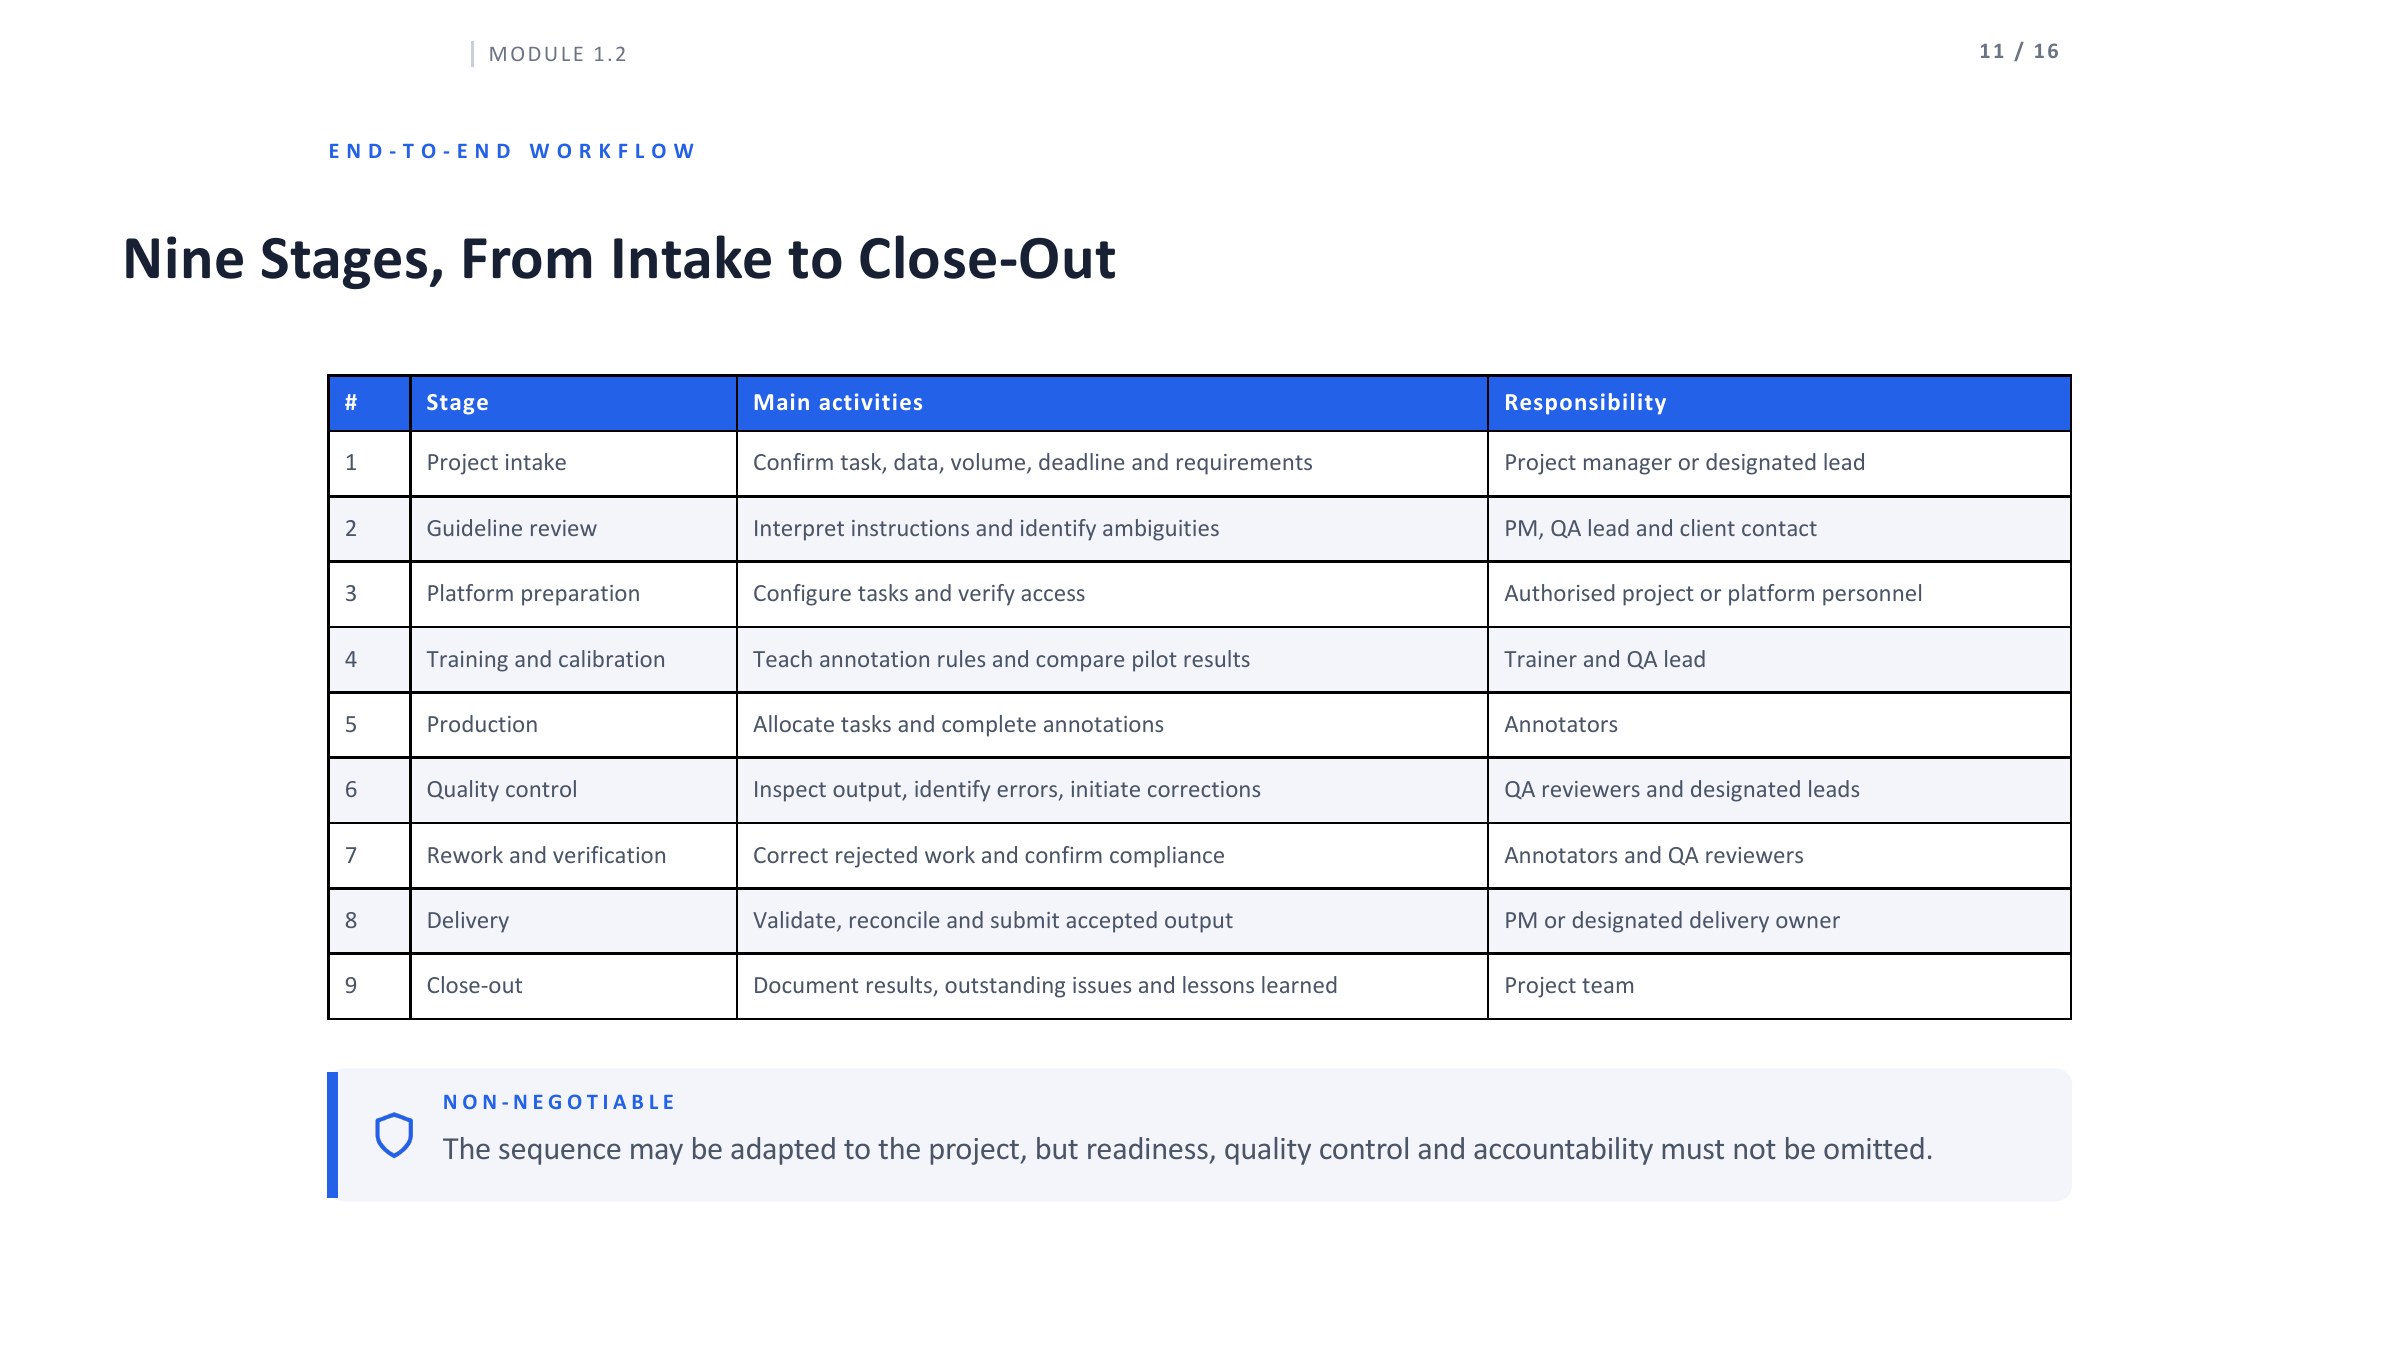 MODULE 1.2
11 / 16
END-TO-END WORKFLOW
Nine Stages, From Intake to Close-Out
# Stage Main activities Responsibility
1 Project intake Confirm task, data, volume, deadline and requirements Project manager or designated lead
2 Guideline review Interpret instructions and identify ambiguities PM, QA lead and client contact
3 Platform preparation Configure tasks and verify access Authorised project or platform personnel
4 Training and calibration Teach annotation rules and compare pilot results Trainer and QA lead
5 Production Allocate tasks and complete annotations Annotators
6 Quality control Inspect output, identify errors, initiate corrections QA reviewers and designated leads
7 Rework and verification Correct rejected work and confirm compliance Annotators and QA reviewers
8 Delivery Validate, reconcile and submit accepted output PM or designated delivery owner
9 Close-out Document results, outstanding issues and lessons learned Project team
NON-NEGOTIABLE
The sequence may be adapted to the project, but readiness, quality control and accountability must not be omitted.